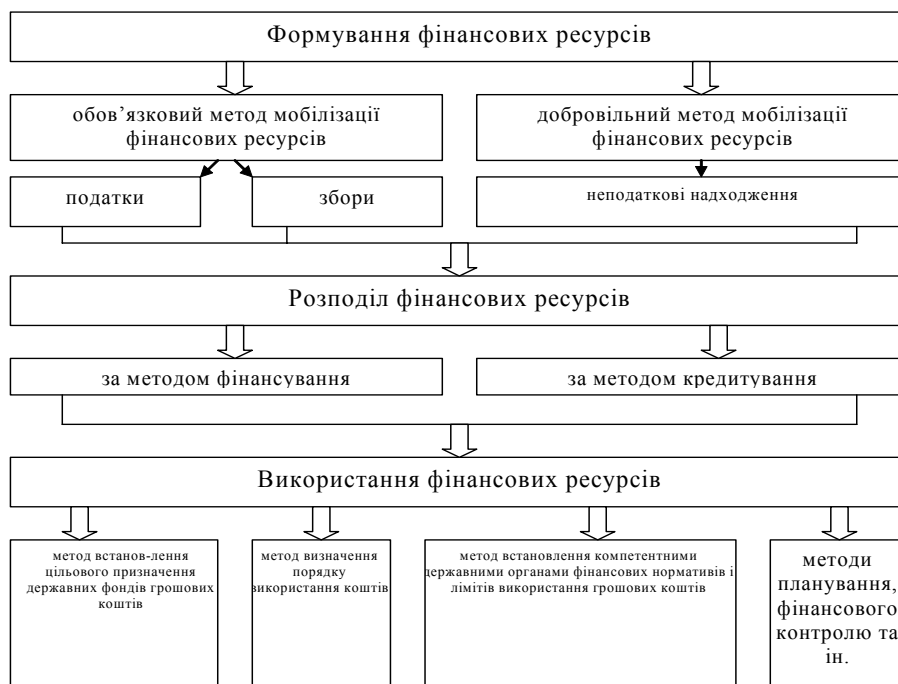 Формування фінансових ресурсів
обов’язковий метод мобілізації
фінансових ресурсів
добровільний метод мобілізації
фінансових ресурсів
податки
збори
неподаткові надходження
Розподіл фінансових ресурсів
за методом фінансування
за методом кредитування
Використання фінансових ресурсів
метод встанов-лення
цільового призначення
державних фондів грошових
коштів
метод визначення
порядку
використання коштів
метод встановлення компетентними
державними органами фінансових нормативів і
лімітів використання грошових коштів
методи
планування,
фінансового
контролю та
ін.